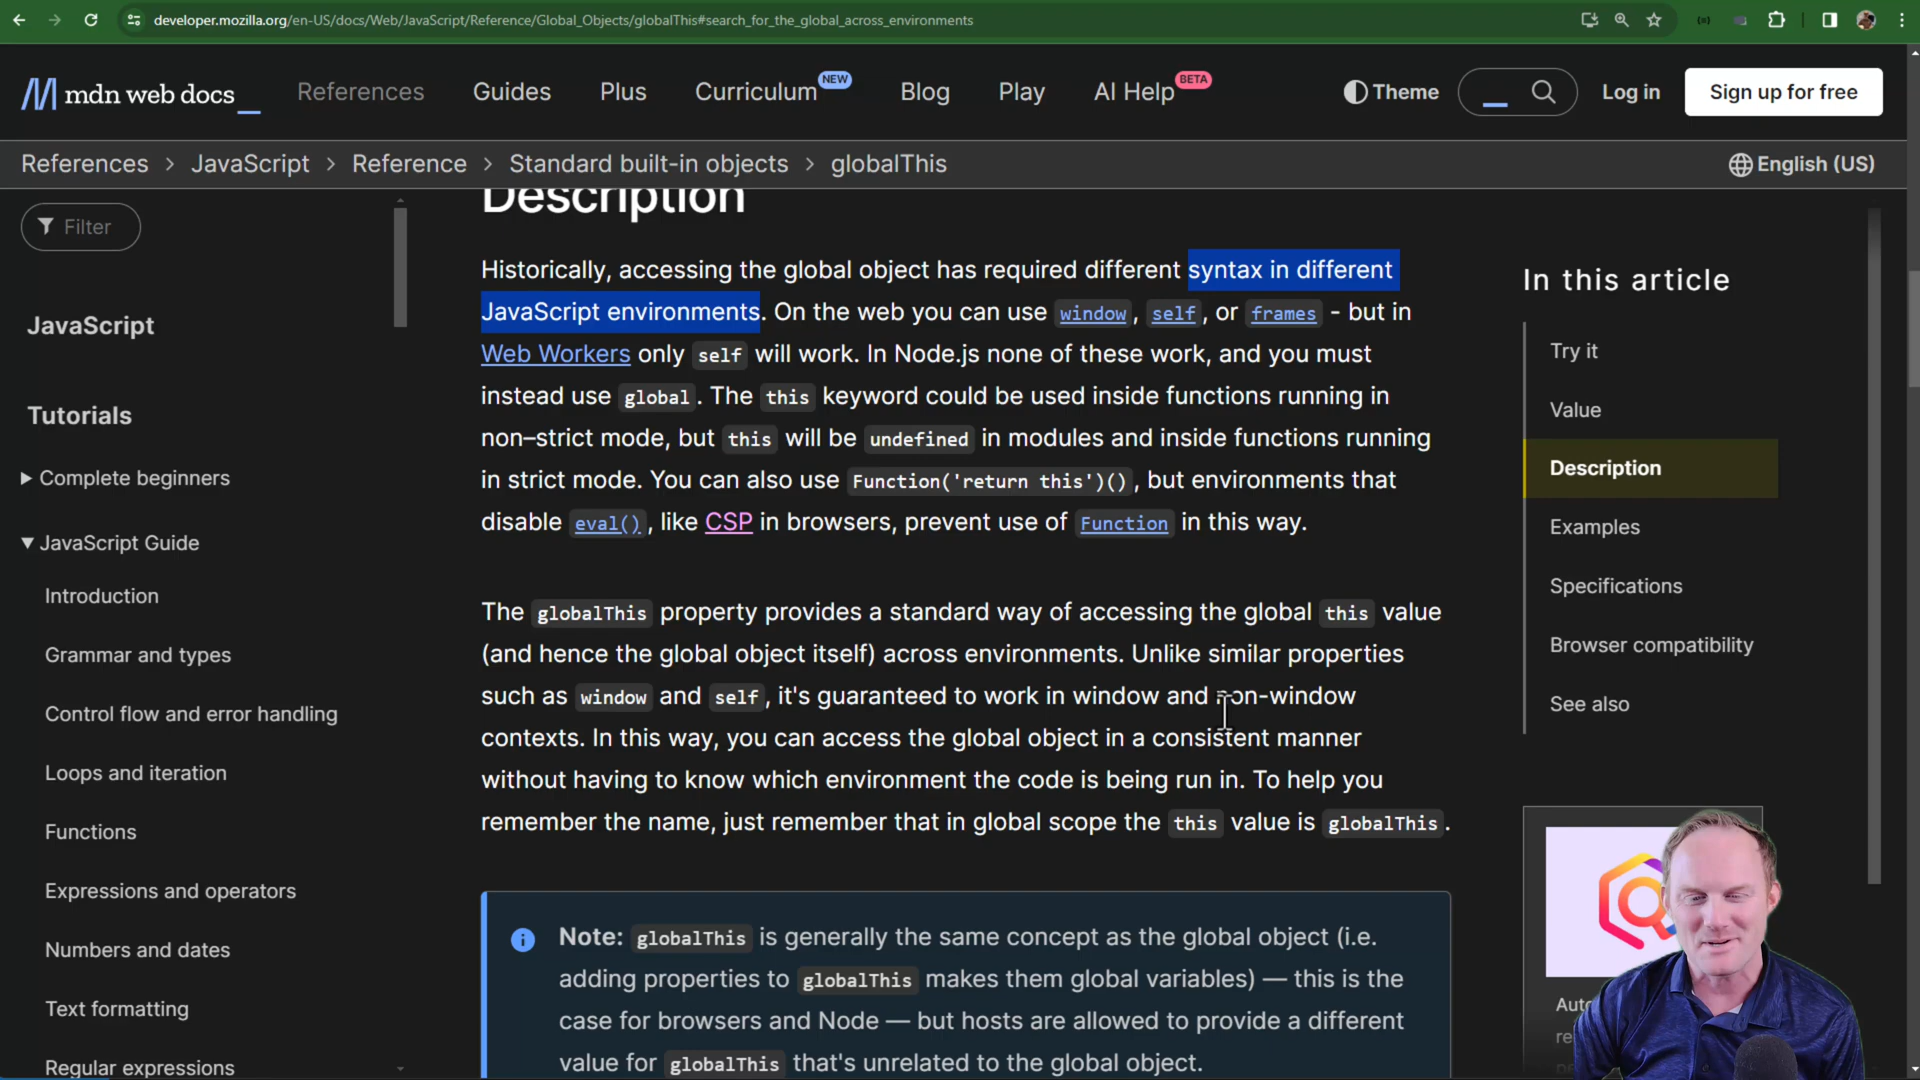 developer.mozilla.org/en-US/docs/Web/JavaScript/Reference/Global_Objects/globalThis#search_for_the_global_across_environments
mdn web docs_
References
Guides
Plus
Curriculum NEW
Blog
Play
AI Help BETA
Theme
Log in
Sign up for free
References > JavaScript > Reference > Standard built-in objects > globalThis
English (US)
Filter
JavaScript
Tutorials
Complete beginners
JavaScript Guide
Introduction
Grammar and types
Control flow and error handling
Loops and iteration
Functions
Expressions and operators
Numbers and dates
Text formatting
Regular expressions
Description
Historically, accessing the global object has required different syntax in different
JavaScript environments. On the web you can use window, self, or frames - but in
Web Workers only self will work. In Node.js none of these work, and you must
instead use global. The this keyword could be used inside functions running in
non–strict mode, but this will be undefined in modules and inside functions running
in strict mode. You can also use Function('return this')(), but environments that
disable eval(), like CSP in browsers, prevent use of Function in this way.
The globalThis property provides a standard way of accessing the global this value
(and hence the global object itself) across environments. Unlike similar properties
such as window and self, it's guaranteed to work in window and non-window
contexts. In this way, you can access the global object in a consistent manner
without having to know which environment the code is being run in. To help you
remember the name, just remember that in global scope the this value is globalThis.
Note: globalThis is generally the same concept as the global object (i.e.
adding properties to globalThis makes them global variables) — this is the
case for browsers and Node — but hosts are allowed to provide a different
value for globalThis that's unrelated to the global object.
In this article
Try it
Value
Description
Examples
Specifications
Browser compatibility
See also